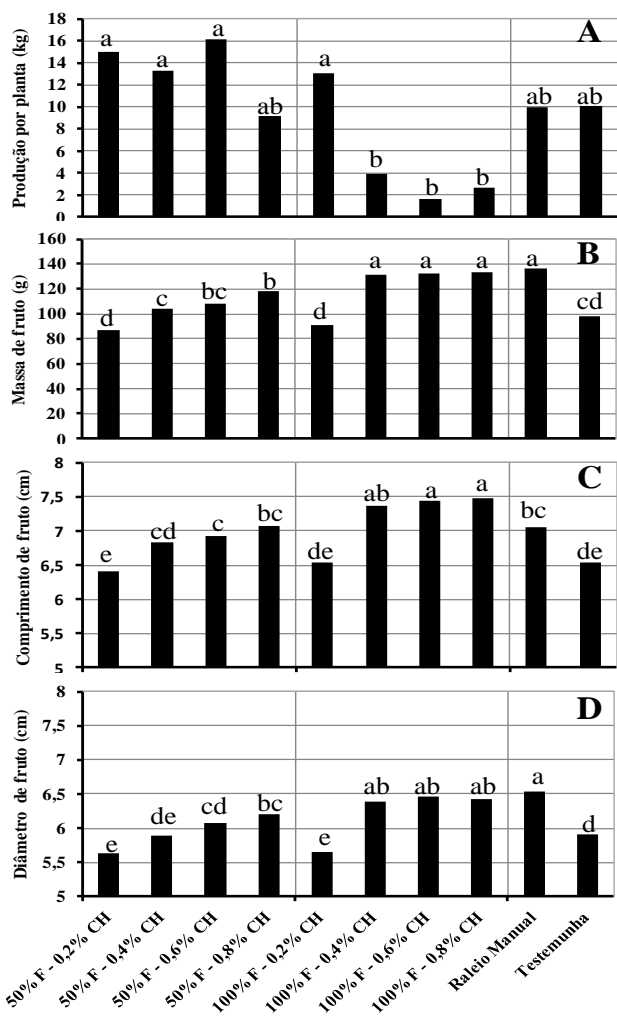 Produção por planta (kg)
18
16
14
12
10
8
6
4
2
0
A
a
a
a
ab
a
b
b
b
ab
ab
Massa de fruto (g)
160
140
120
100
80
60
40
20
0
B
d
c
bc
b
d
a
a
a
a
cd
Comprimento de fruto (cm)
8
7,5
7
6,5
6
5,5
5
C
e
cd
c
bc
de
ab
a
a
bc
de
Diâmetro de fruto (cm)
8
7,5
7
6,5
6
5,5
5
D
e
de
cd
bc
e
ab
ab
ab
a
d
50% F - 0,2% CH
50% F - 0,4% CH
50% F - 0,6% CH
50% F - 0,8% CH
100% F - 0,2% CH
100% F - 0,4% CH
100% F - 0,6% CH
100% F - 0,8% CH
Raleio Manual
Testemunha